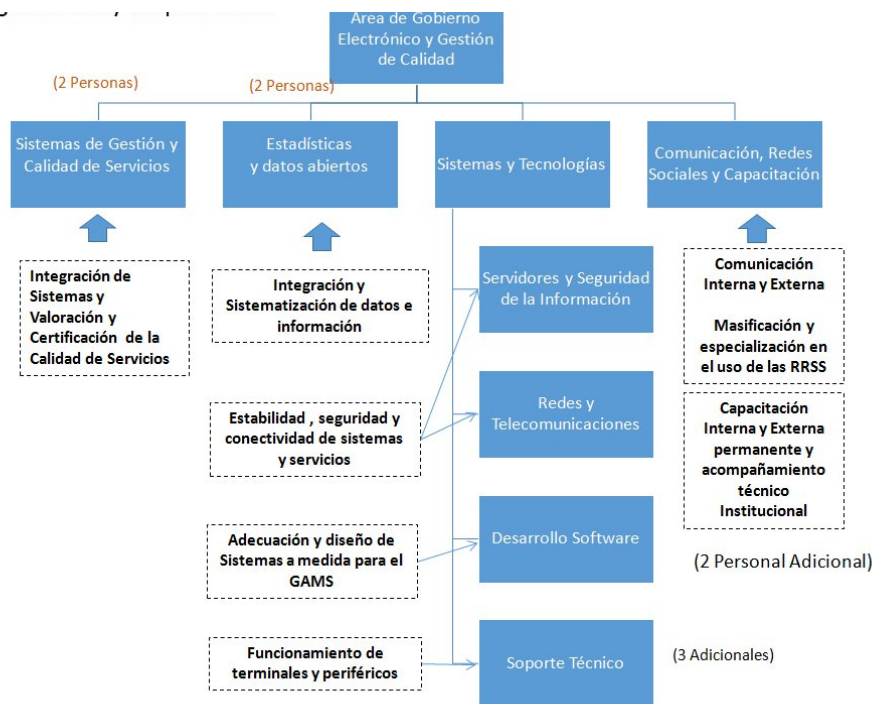 Área de Gobierno
Electrónico y Gestión
de Calidad
(2 Personas)
(2 Personas)
Sistemas de Gestión y
Calidad de Servicios
Estadísticas
y datos abiertos
Sistemas y Tecnologías
Comunicación, Redes
Sociales y Capacitación
Integración de
Sistemas y
Valoración y
Certificación de la
Calidad de Servicios
Integración y
Sistematización de datos e
información
Servidores y Seguridad
de la Información
Comunicación
Interna y Externa
Masificación y
especialización en
el uso de las RRSS
Estabilidad , seguridad y
conectividad de sistemas
y servicios
Redes y
Telecomunicaciones
Capacitación
Interna y Externa
permanente y
acompañamiento
técnico
Institucional
Adecuación y diseño de
Sistemas a medida para el
GAMS
Desarrollo Software
(2 Personal Adicional)
Funcionamiento de
terminales y periféricos
Soporte Técnico
(3 Adicionales)